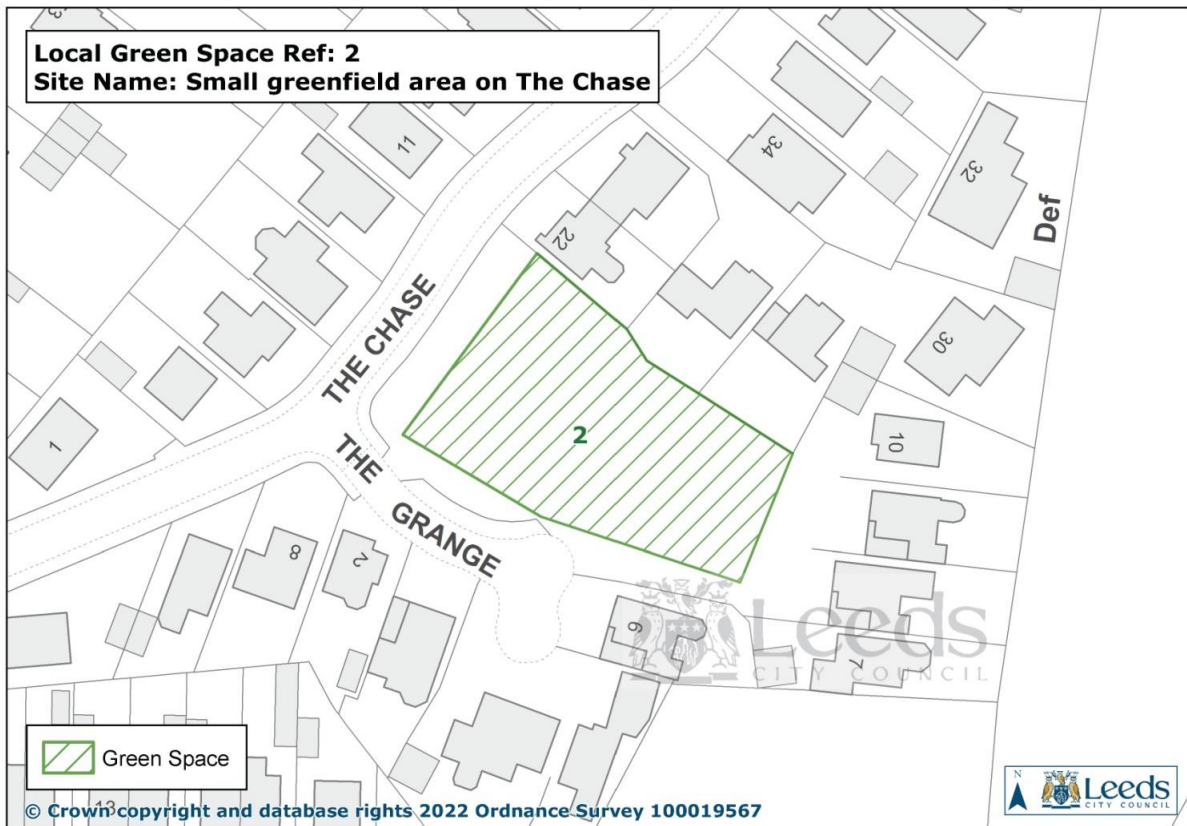 Local Green Space Ref: 2
Site Name: Small greenfield area on The Chase
13
11
34
32
Def
22
THE CHASE
30
1
2
10
THE GRANGE
8
2
6
7
Leeds
CITY COUNCIL
Green Space
13
© Crown copyright and database rights 2022 Ordnance Survey 100019567
N
Leeds
CITY COUNCIL